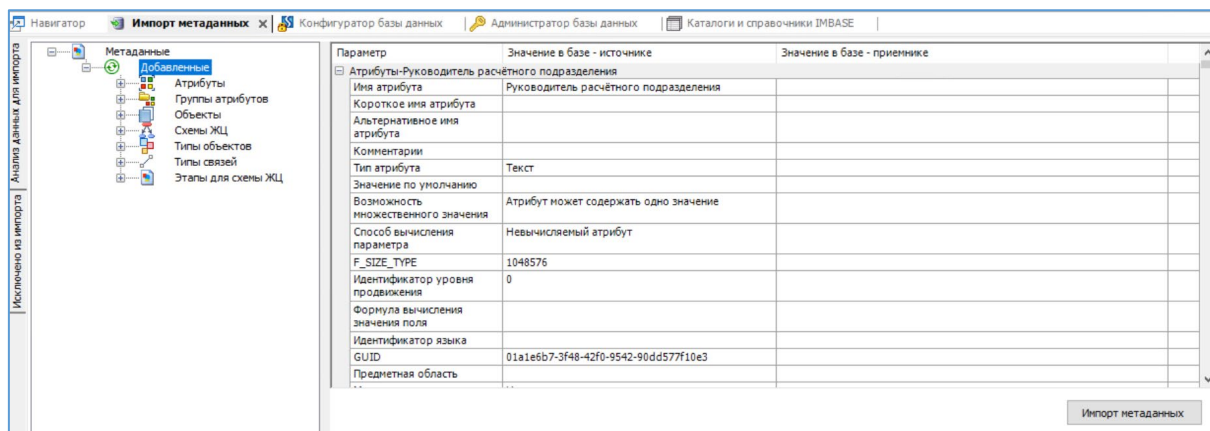 Навигатор
Импорт метаданных
Конфигуратор базы данных
Администратор базы данных
Каталоги и справочники IMBASE
Анализ данных для импорта
Исключено из импорта
Метаданные
Добавленные
Атрибуты
Группы атрибутов
Объекты
Схемы ЖЦ
Типы объектов
Типы связей
Этапы для схемы ЖЦ
Параметр Значение в базе - источнике Значение в базе - приемнике
Атрибуты-Руководитель расчётного подразделения
Имя атрибута Руководитель расчётного подразделения
Короткое имя атрибута
Альтернативное имя
атрибута
Комментарии
Тип атрибута Текст
Значение по умолчанию
Возможность
множественного значения Атрибут может содержать одно значение
Способ вычисления
параметра Невычисляемый атрибут
F_SIZE_TYPE 1048576
Идентификатор уровня
продвижения 0
Формула вычисления
значения поля
Идентификатор языка
GUID 01a1e6b7-3f48-42f0-9542-90dd577f10e3
Предметная область
Импорт метаданных